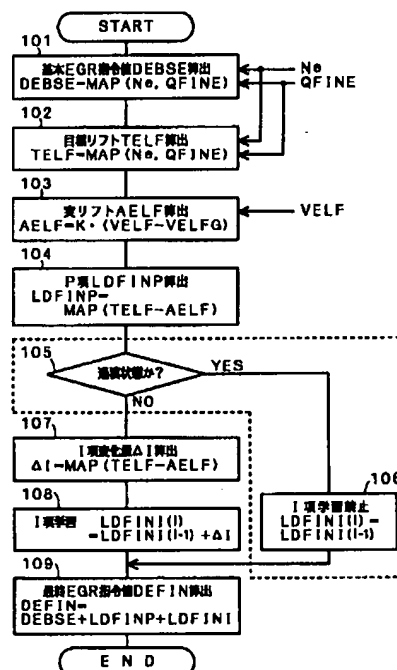 START
101
基本EGR指令値DEBSE算出
DEBSE=MAP(Ne, QFINE)
Ne
QFINE
102
目標リフトTELF算出
TELF=MAP(Ne, QFINE)
103
実リフトAELF算出
AELF=K・(VELF-VELFG)
VELF
104
P項LDFINP算出
LDFINP=
MAP(TELF-AELF)
105
過渡状態か?
YES
NO
107
I項変化量ΔI算出
ΔI=MAP(TELF-AELF)
106
I項学習禁止
LDFINI(I)=
LDFINI(I-1)
108
I項学習 LDFINI(I)
=LDFINI(I-1)+ΔI
109
最終EGR指令値DEFIN算出
DEFIN=
DEBSE+LDFINP+LDFINI
END